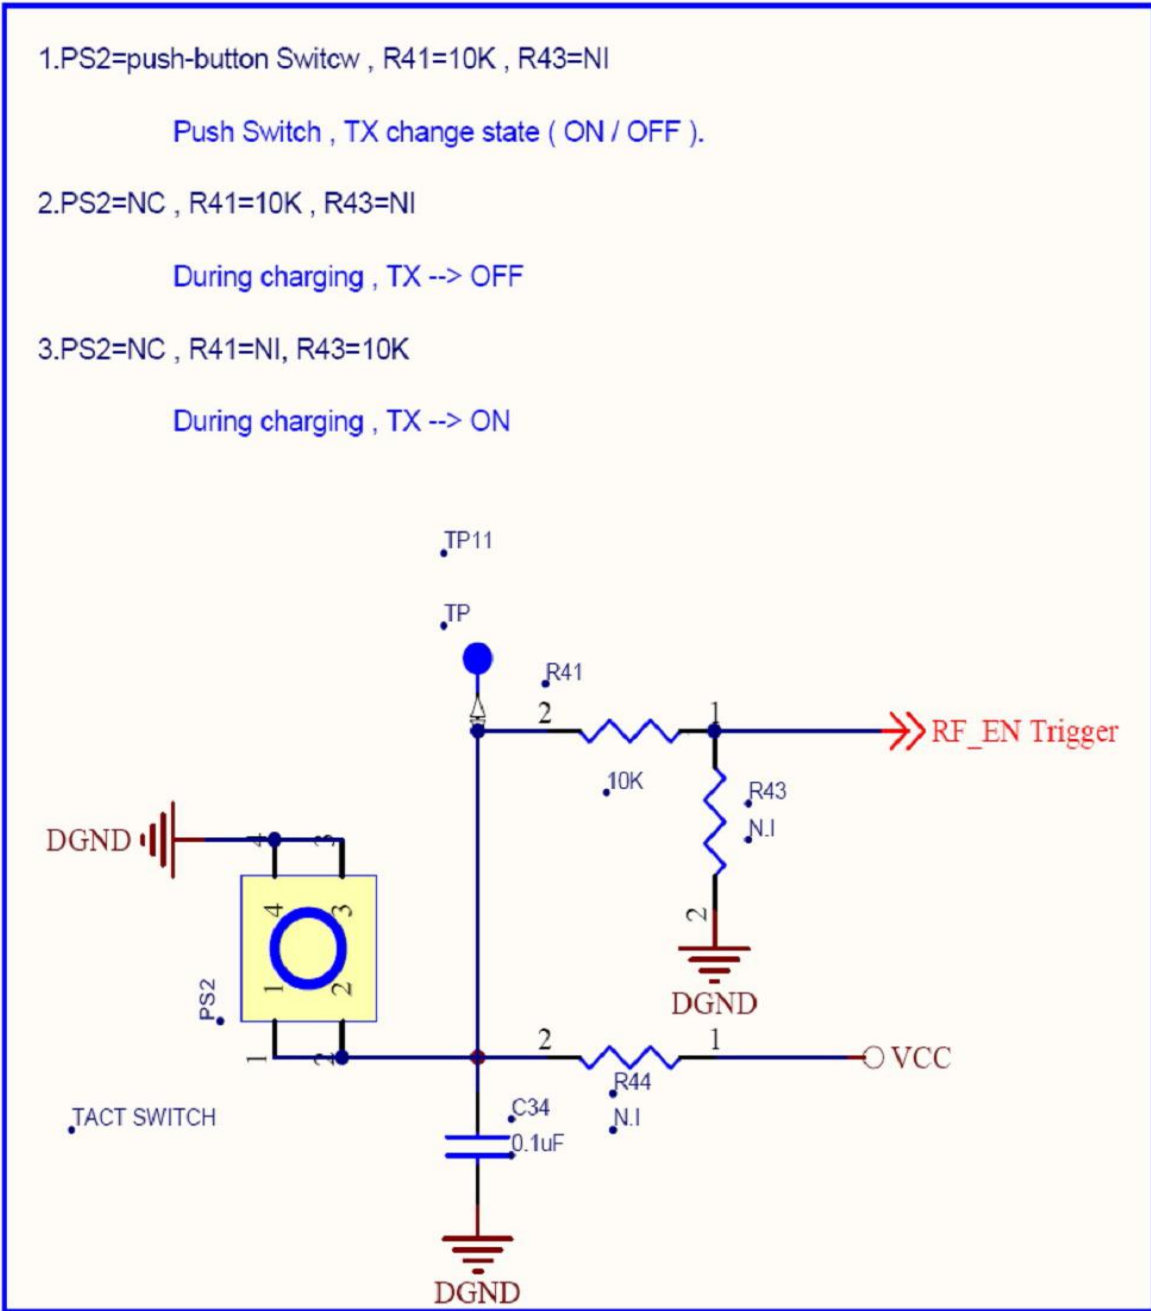 1.PS2=push-button Switcw , R41=10K , R43=NI
Push Switch , TX change state ( ON / OFF ).
2.PS2=NC , R41=10K , R43=NI
During charging , TX --> OFF
3.PS2=NC , R41=NI, R43=10K
During charging , TX --> ON
TP11
TP
R41
2
1
RF_EN Trigger
10K
R43
N.I
DGND
4
3
4
3
2
DGND
1
2
PS2
1
2
2
1
VCC
R44
N.I
C34
0.1uF
TACT SWITCH
DGND